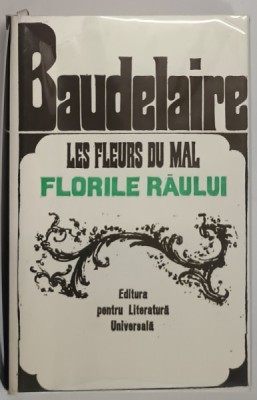 Baudelaire
LES FLEURS DU MAL
FLORILE RĂULUI
Editura
pentru Literatură
Universală